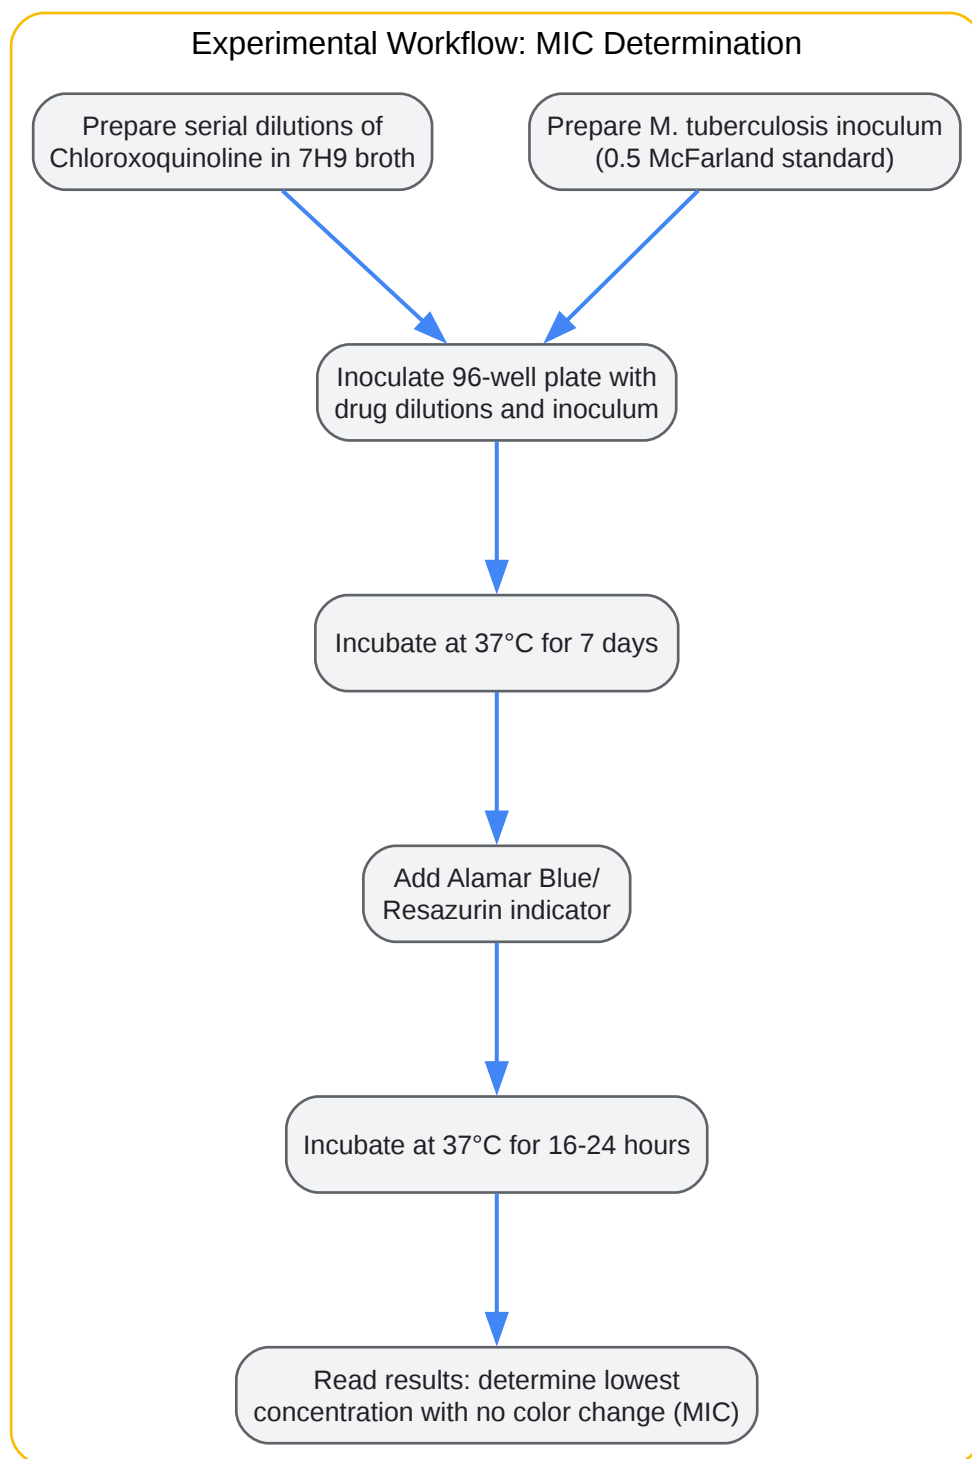 Experimental Workflow: MIC Determination
Prepare serial dilutions of
Chloroxoquinoline in 7H9 broth
Prepare M. tuberculosis inoculum
(0.5 McFarland standard)
Inoculate 96-well plate with
drug dilutions and inoculum
Incubate at 37°C for 7 days
Add Alamar Blue/
Resazurin indicator
Incubate at 37°C for 16-24 hours
Read results: determine lowest
concentration with no color change (MIC)